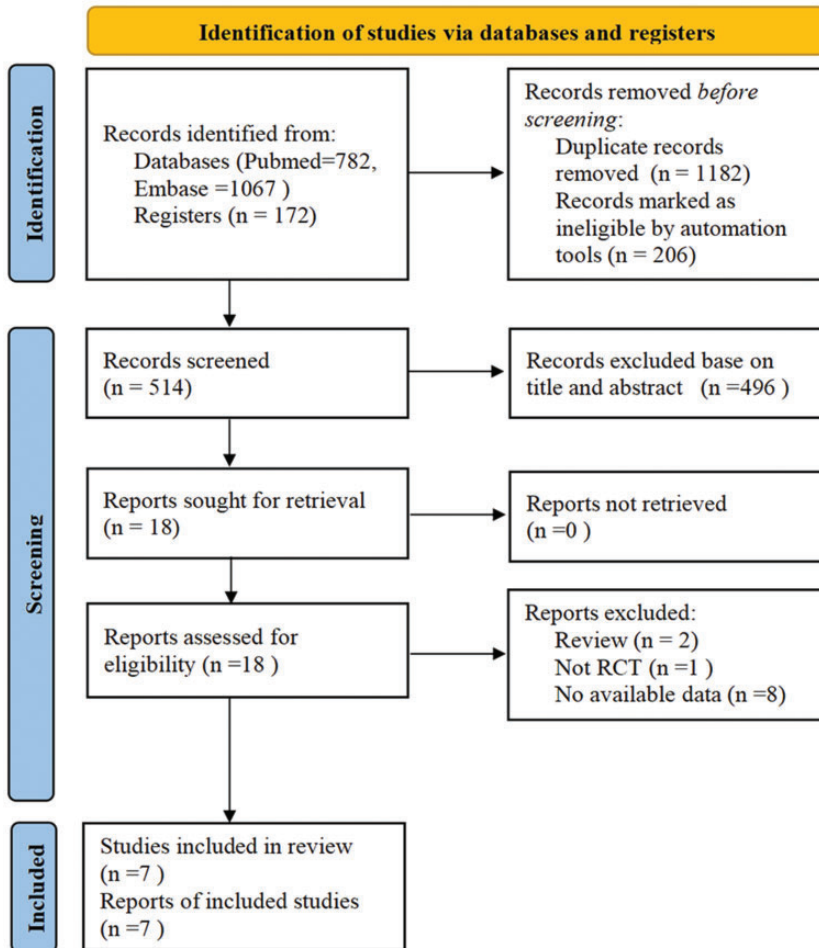 Identification of studies via databases and registers
Identification
Records identified from:
Databases (Pubmed=782,
Embase =1067 )
Registers (n = 172)
Records removed before
screening:
Duplicate records
removed  (n = 1182)
Records marked as
ineligible by automation
tools (n = 206)
Screening
Records screened
(n = 514)
Records excluded base on
title and abstract   (n =496 )
Reports sought for retrieval
(n = 18)
Reports not retrieved
(n =0 )
Reports assessed for
eligibility (n =18 )
Reports excluded:
Review (n = 2)
Not RCT (n =1 )
No available data (n =8)
Included
Studies included in review
(n =7 )
Reports of included studies
(n =7 )